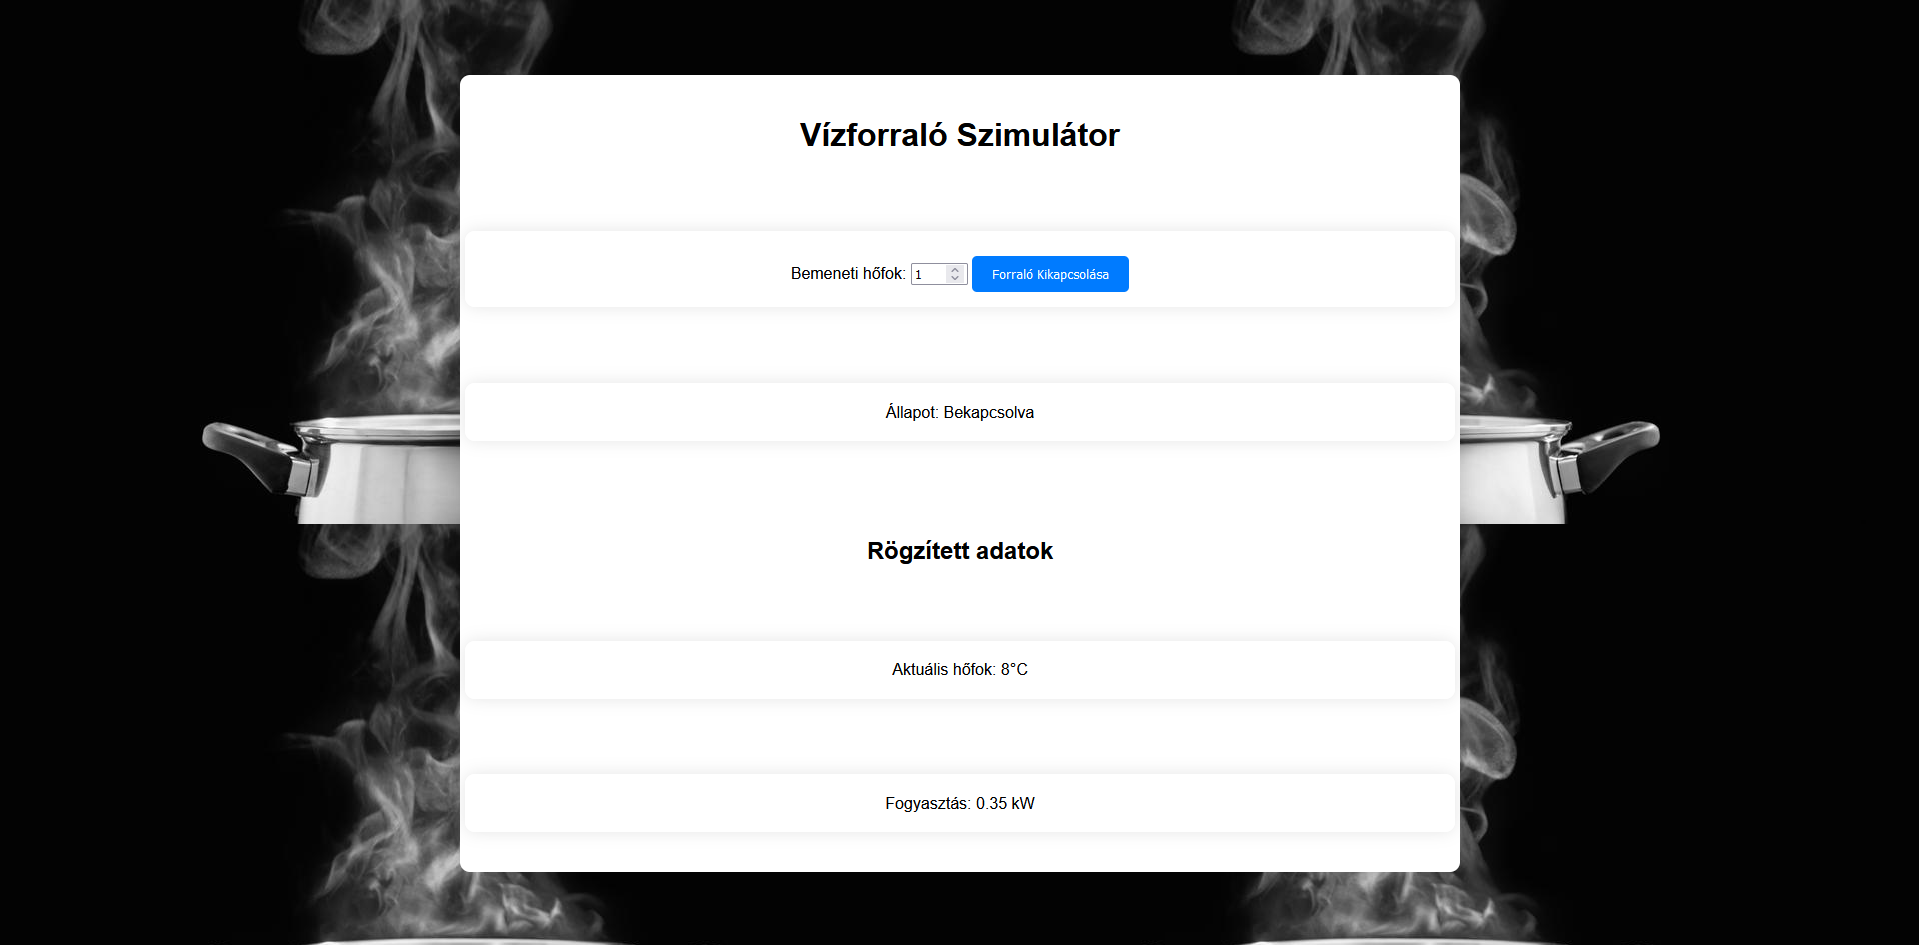 Vízforraló Szimulátor
Bemeneti hőfok: 1 Forraló Kikapcsolása
Állapot: Bekapcsolva
Rögzített adatok
Aktuális hőfok: 8°C
Fogyasztás: 0.35 kW